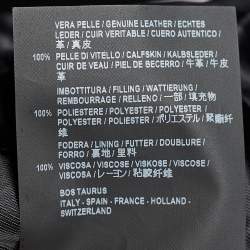 VERA PELLE / GENUINE LEATHER / ECHTES
LEDER / CUIR VERITABLE / CUERO AUTENTICO /
革 / 真皮
100% PELLE DI VITELLO / CALFSKIN / KALBSLEDER /
CUIR DE VEAU / PIEL DE BECERRO / 牛革 / 牛皮
革
IMBOTTITURA / FILLING / WATTIERUNG /
REMBOURRAGE / RELLENO / 一部 / 填充物
100% POLIESTERE / POLYESTER / POLYESTER /
POLYESTER / POLIESTER / ポリエステル / 聚酯纤
维
FODERA / LINING / FUTTER / DOUBLURE /
FORRO / 裏地 / 里料
100% VISCOSA / VISCOSE / VISKOSE / VISCOSE /
VISCOSA / レーヨン / 粘胶纤维
BOS TAURUS
ITALY - SPAIN - FRANCE - HOLLAND -
SWITZERLAND